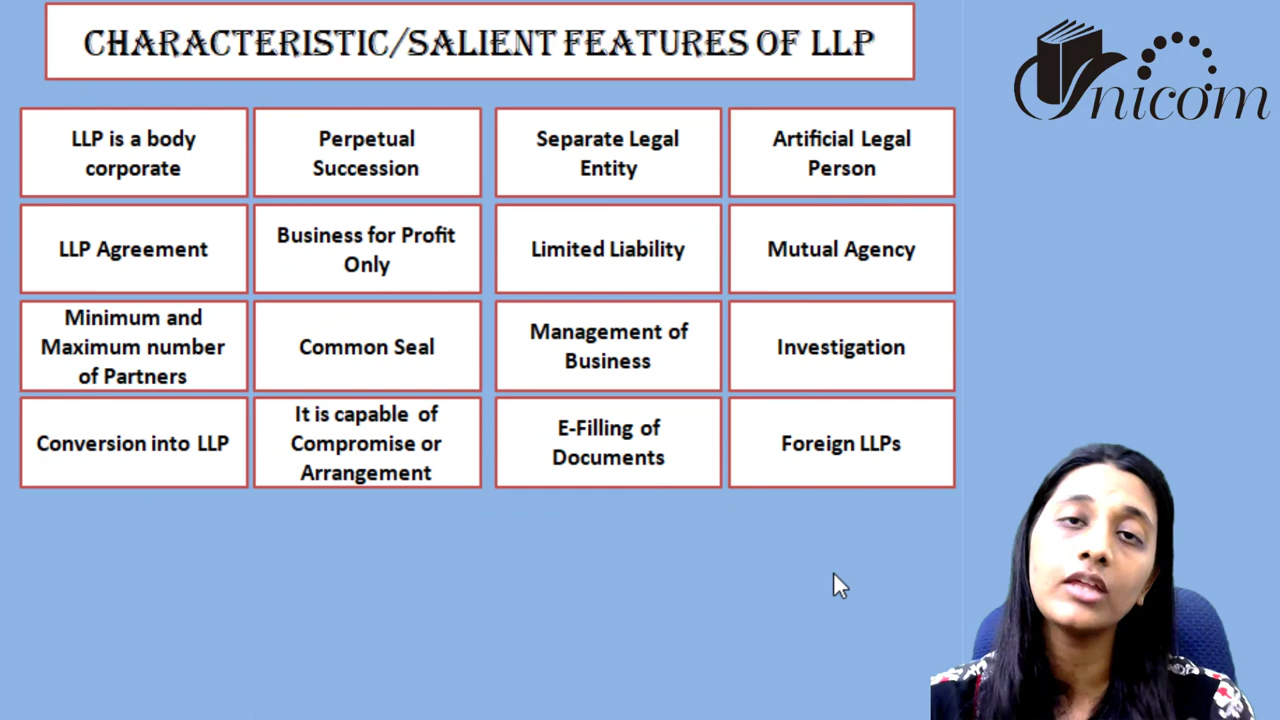 CHARACTERISTIC/SALIENT FEATURES OF LLP
Unicom
LLP is a body
corporate
Perpetual
Succession
Separate Legal
Entity
Artificial Legal
Person
LLP Agreement
Business for Profit
Only
Limited Liability
Mutual Agency
Minimum and
Maximum number
of Partners
Common Seal
Management of
Business
Investigation
Conversion into LLP
It is capable of
Compromise or
Arrangement
E-Filling of
Documents
Foreign LLPs